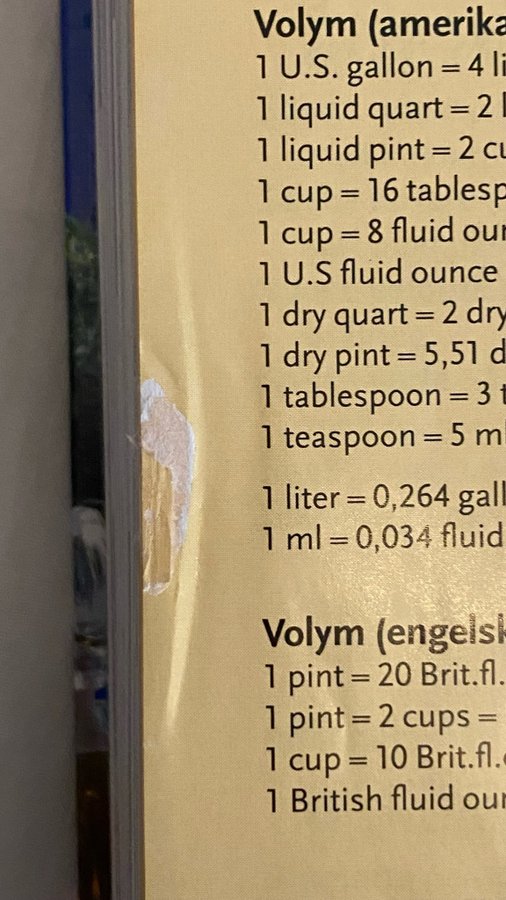 Volym (amerika
1 U.S. gallon = 4 li
1 liquid quart = 2 l
1 liquid pint = 2 cu
1 cup = 16 tablesp
1 cup = 8 fluid oun
1 U.S fluid ounce
1 dry quart = 2 dry
1 dry pint = 5,51 d
1 tablespoon = 3 t
1 teaspoon = 5 ml
1 liter = 0,264 gall
1 ml = 0,034 fluid
Volym (engelsk
1 pint = 20 Brit.fl.
1 pint = 2 cups =
1 cup = 10 Brit.fl.
1 British fluid oun